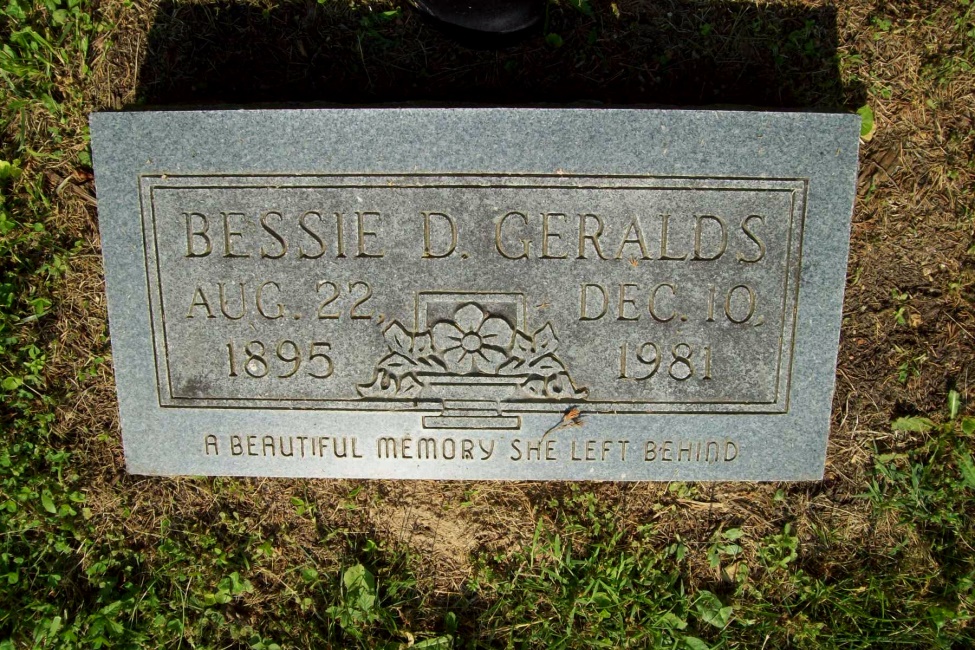 BESSIE D. GERALDS
AUG. 22, DEC. 10,
1895 1981
A BEAUTIFUL MEMORY SHE LEFT BEHIND